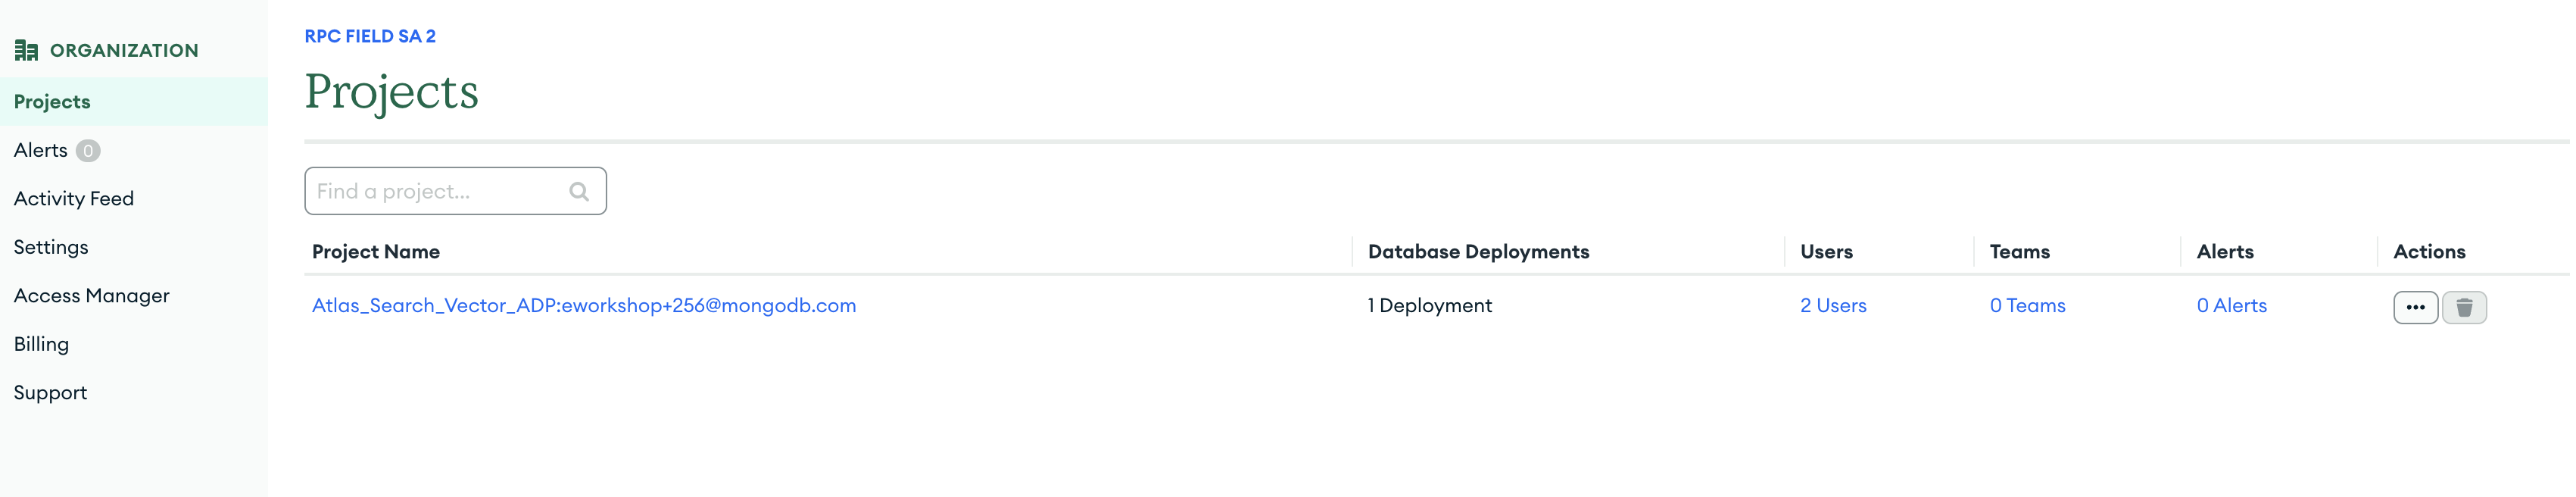 ORGANIZATION
Projects
Alerts 0
Activity Feed
Settings
Access Manager
Billing
Support
RPC FIELD SA 2
Projects
Find a project...
Project Name Database Deployments Users Teams Alerts Actions
Atlas_Search_Vector_ADP:eworkshop+256@mongodb.com 1 Deployment 2 Users 0 Teams 0 Alerts